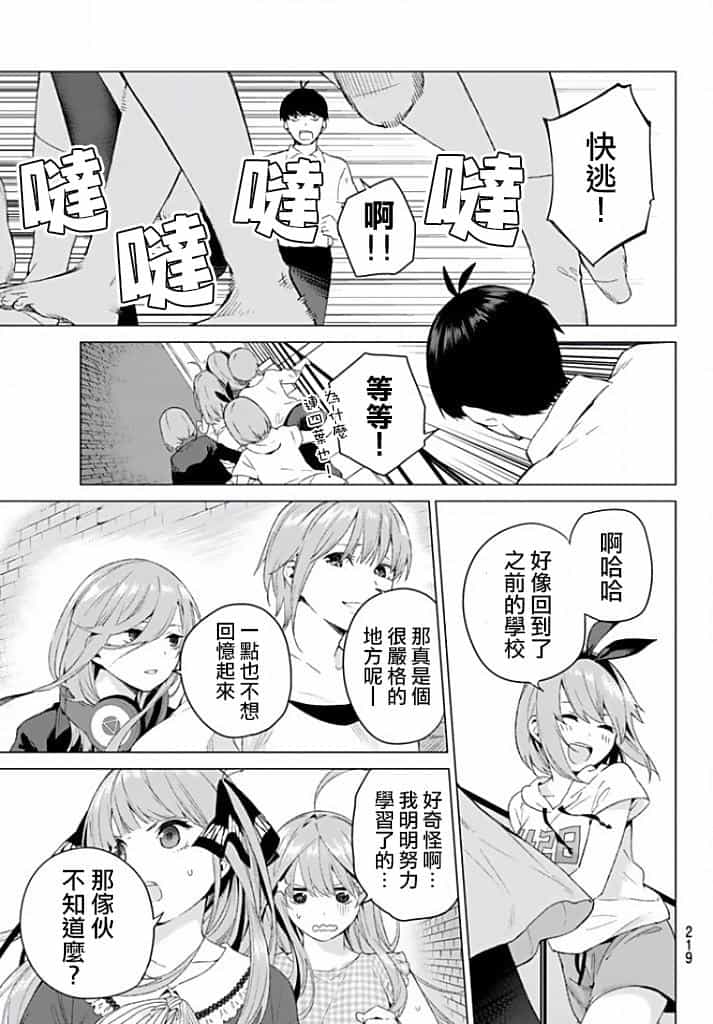 快逃！
噠
啊!!
噠
噠
噠
等等！
為什麼
連四葉也！
啊哈哈
好像回到了
之前的學校
那真是個
很嚴格的
地方呢ー
一點也不想
回憶起來
好奇怪啊…
我明明努力
學習了的…
那傢伙
不知道麼？
219